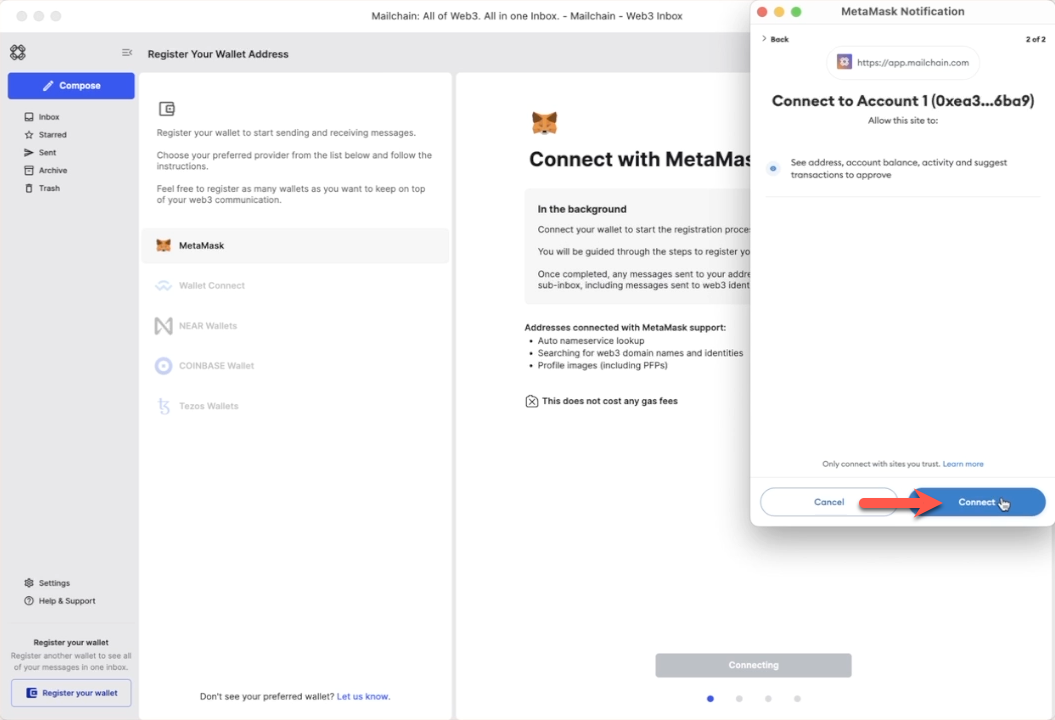 Mailchain: All of Web3. All in one Inbox. - Mailchain - Web3 Inbox
Register Your Wallet Address
Compose
Inbox
Starred
Sent
Archive
Trash
Settings
Help & Support
Register your wallet
Register another wallet to see all
of your messages in one inbox.
Register your wallet
Register your wallet to start sending and receiving messages.
Choose your preferred provider from the list below and follow the
instructions.
Feel free to register as many wallets as you want to keep on top
of your web3 communication.
MetaMask
Wallet Connect
NEAR Wallets
COINBASE Wallet
Tezos Wallets
Don't see your preferred wallet? Let us know.
Connect with MetaMas
In the background
Connect your wallet to start the registration proce
You will be guided through the steps to register yo
Once completed, any messages sent to your addre
sub-inbox, including messages sent to web3 ident
Addresses connected with MetaMask support:
• Auto nameservice lookup
• Searching for web3 domain names and identities
• Profile images (including PFPs)
This does not cost any gas fees
Connecting
MetaMask Notification
Back
2 of 2
https://app.mailchain.com
Connect to Account 1 (0xea3...6ba9)
Allow this site to:
See address, account balance, activity and suggest
transactions to approve
Only connect with sites you trust. Learn more
Cancel
Connect